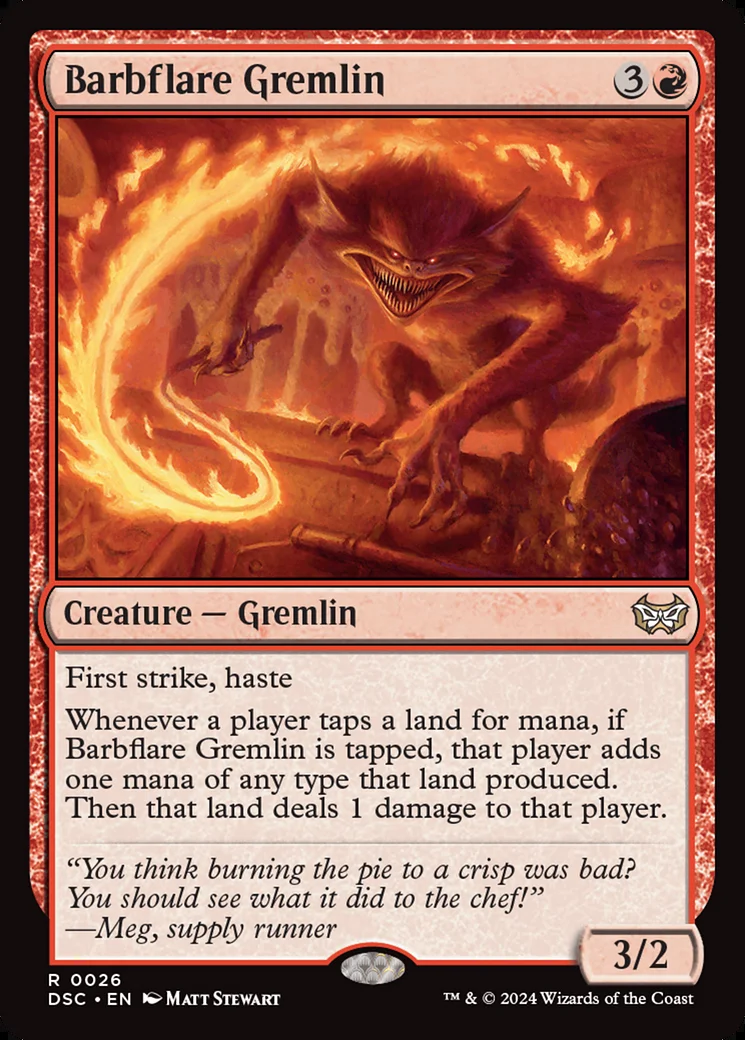 Barbflare Gremlin 3
Creature — Gremlin
First strike, haste
Whenever a player taps a land for mana, if
Barbflare Gremlin is tapped, that player adds
one mana of any type that land produced.
Then that land deals 1 damage to that player.
“You think burning the pie to a crisp was bad?
You should see what it did to the chef!”
—Meg, supply runner
3/2
R 0026
DSC • EN Matt Stewart
™ & © 2024 Wizards of the Coast